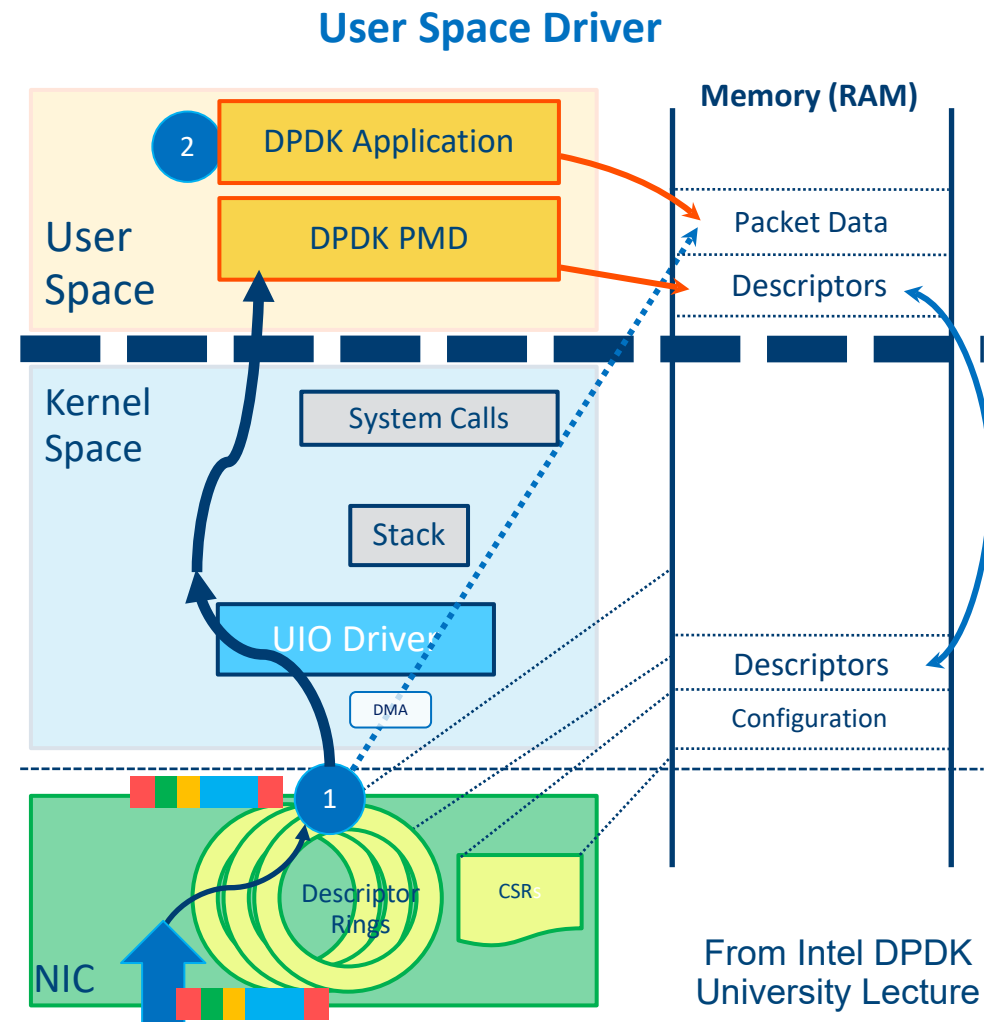 User Space Driver
Memory (RAM)
2
DPDK Application
Packet Data
User
Space
DPDK PMD
Descriptors
Kernel
Space
System Calls
Stack
UIO Driver
Descriptors
DMA
Configuration
1
CSRs
Descriptor
Rings
NIC
From Intel DPDK
University Lecture